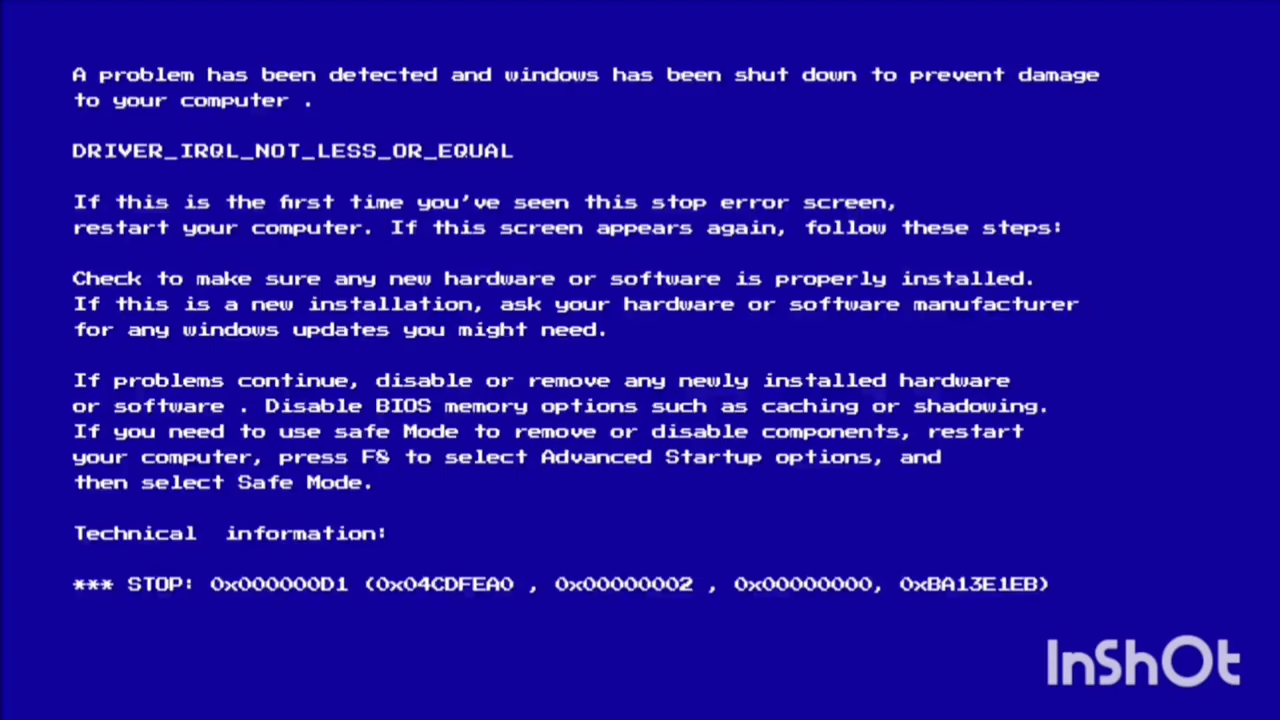 A problem has been detected and windows has been shut down to prevent damage
to your computer .
DRIVER_IRQL_NOT_LESS_OR_EQUAL
If this is the first time you've seen this stop error screen,
restart your computer. If this screen appears again, follow these steps:
Check to make sure any new hardware or software is properly installed.
If this is a new installation, ask your hardware or software manufacturer
for any windows updates you might need.
If problems continue, disable or remove any newly installed hardware
or software . Disable BIOS memory options such as caching or shadowing.
If you need to use safe Mode to remove or disable components, restart
your computer, press F& to select Advanced Startup options, and
then select Safe Mode.
Technical  information:
*** STOP: 0x000000D1 (0x04CDFEA0 , 0x00000002 , 0x00000000, 0xBA13E1EB)
InShOt